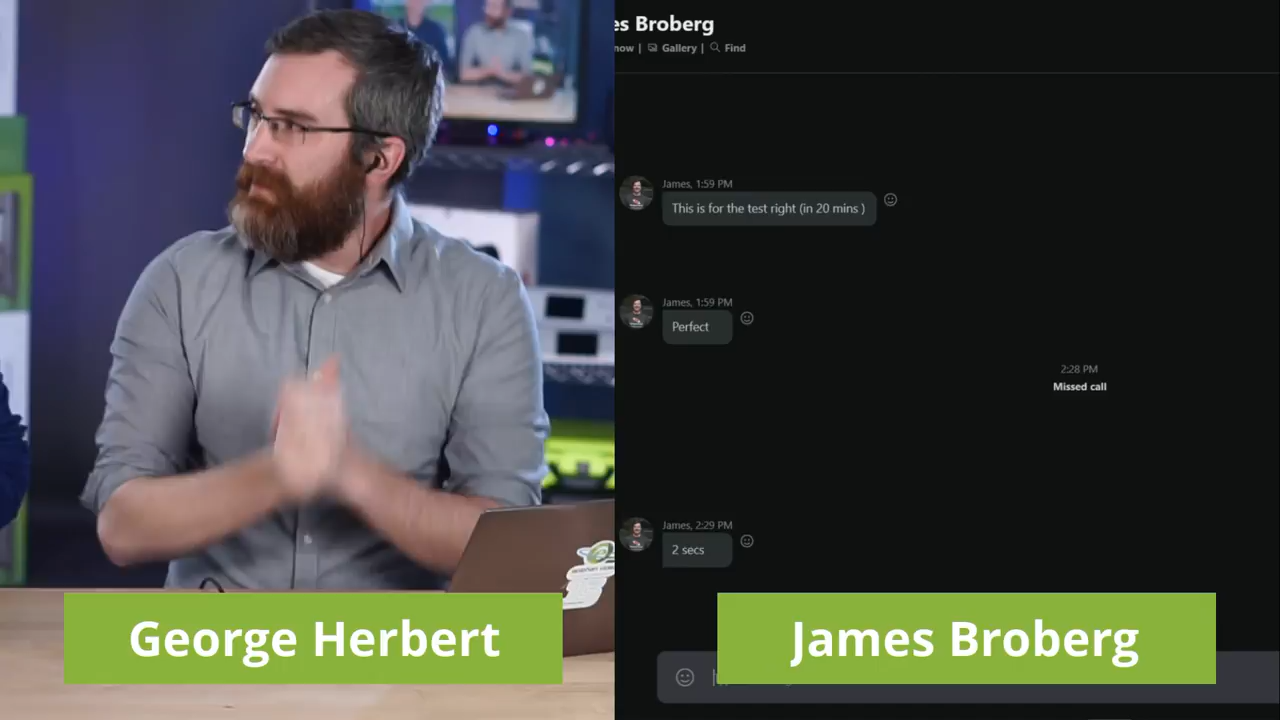 es Broberg
now | Gallery | Find
James, 1:59 PM
This is for the test right (in 20 mins )
James, 1:59 PM
Perfect
2:28 PM
Missed call
James, 2:29 PM
2 secs
George Herbert
James Broberg